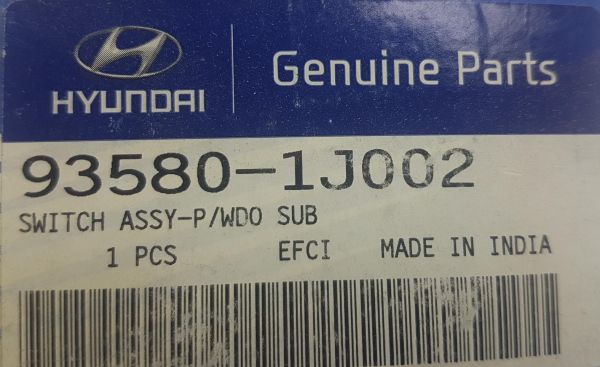 HYUNDAI
Genuine Parts
93580-1J002
SWITCH ASSY-P/WDO SUB
1 PCS EFCI MADE IN INDIA